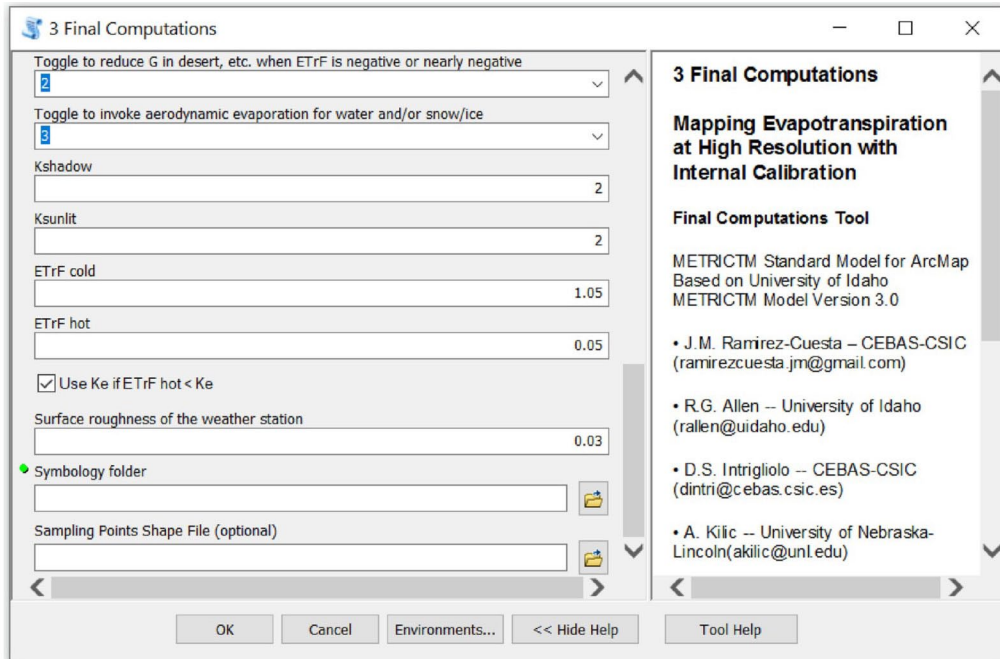 3 Final Computations
Toggle to reduce G in desert, etc. when ETrF is negative or nearly negative
2
Toggle to invoke aerodynamic evaporation for water and/or snow/ice
3
Kshadow
2
Ksunlit
2
ETrF cold
1.05
ETrF hot
0.05
Use Ke if ETrF hot < Ke
Surface roughness of the weather station
0.03
Symbology folder
Sampling Points Shape File (optional)
OK
Cancel
Environments...
<< Hide Help
Tool Help
3 Final Computations
Mapping Evapotranspiration
at High Resolution with
Internal Calibration
Final Computations Tool
METRICTM Standard Model for ArcMap
Based on University of Idaho
METRICTM Model Version 3.0
• J.M. Ramirez-Cuesta – CEBAS-CSIC
(ramirezcuesta.jm@gmail.com)
• R.G. Allen -- University of Idaho
(rallen@uidaho.edu)
• D.S. Intrigliolo -- CEBAS-CSIC
(dintri@cebas.csic.es)
• A. Kilic -- University of Nebraska-
Lincoln(akilic@unl.edu)